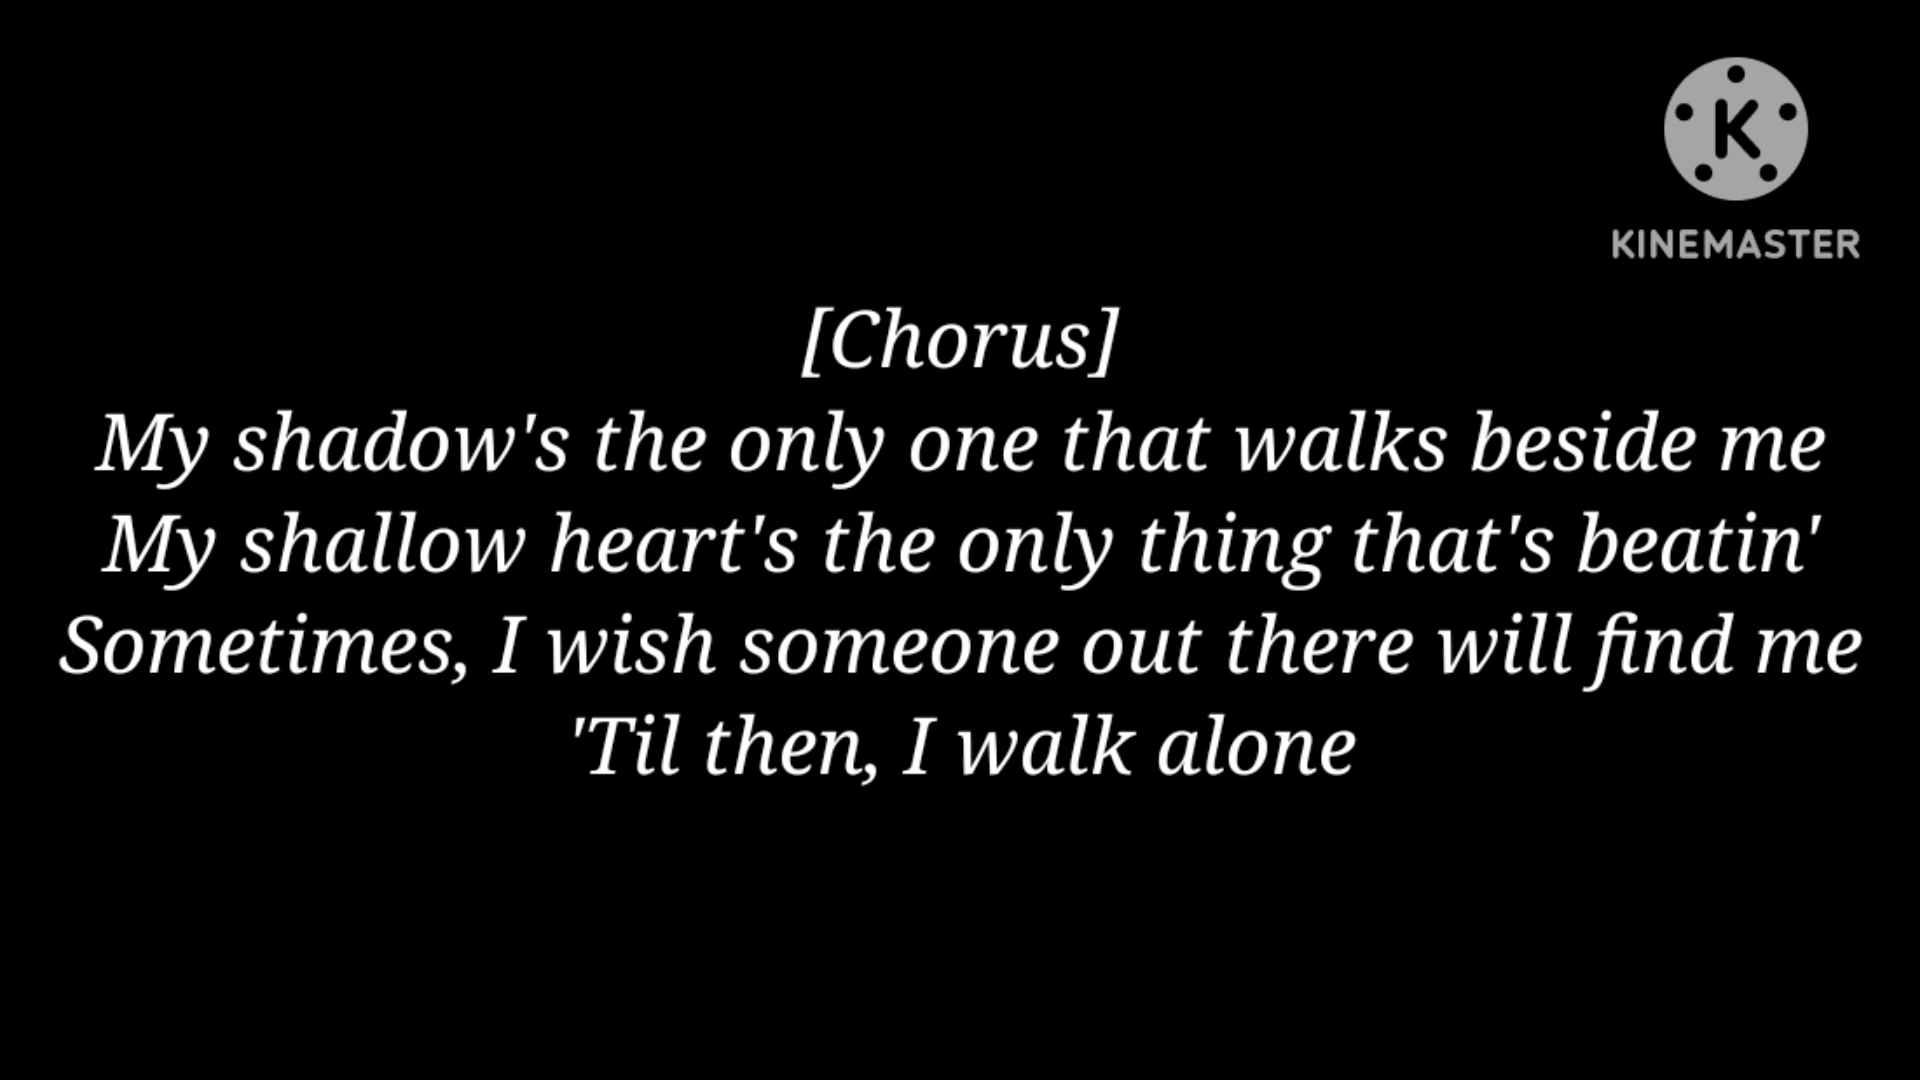 K
KINEMASTER
[Chorus]
My shadow's the only one that walks beside me
My shallow heart's the only thing that's beatin'
Sometimes, I wish someone out there will find me
'Til then, I walk alone